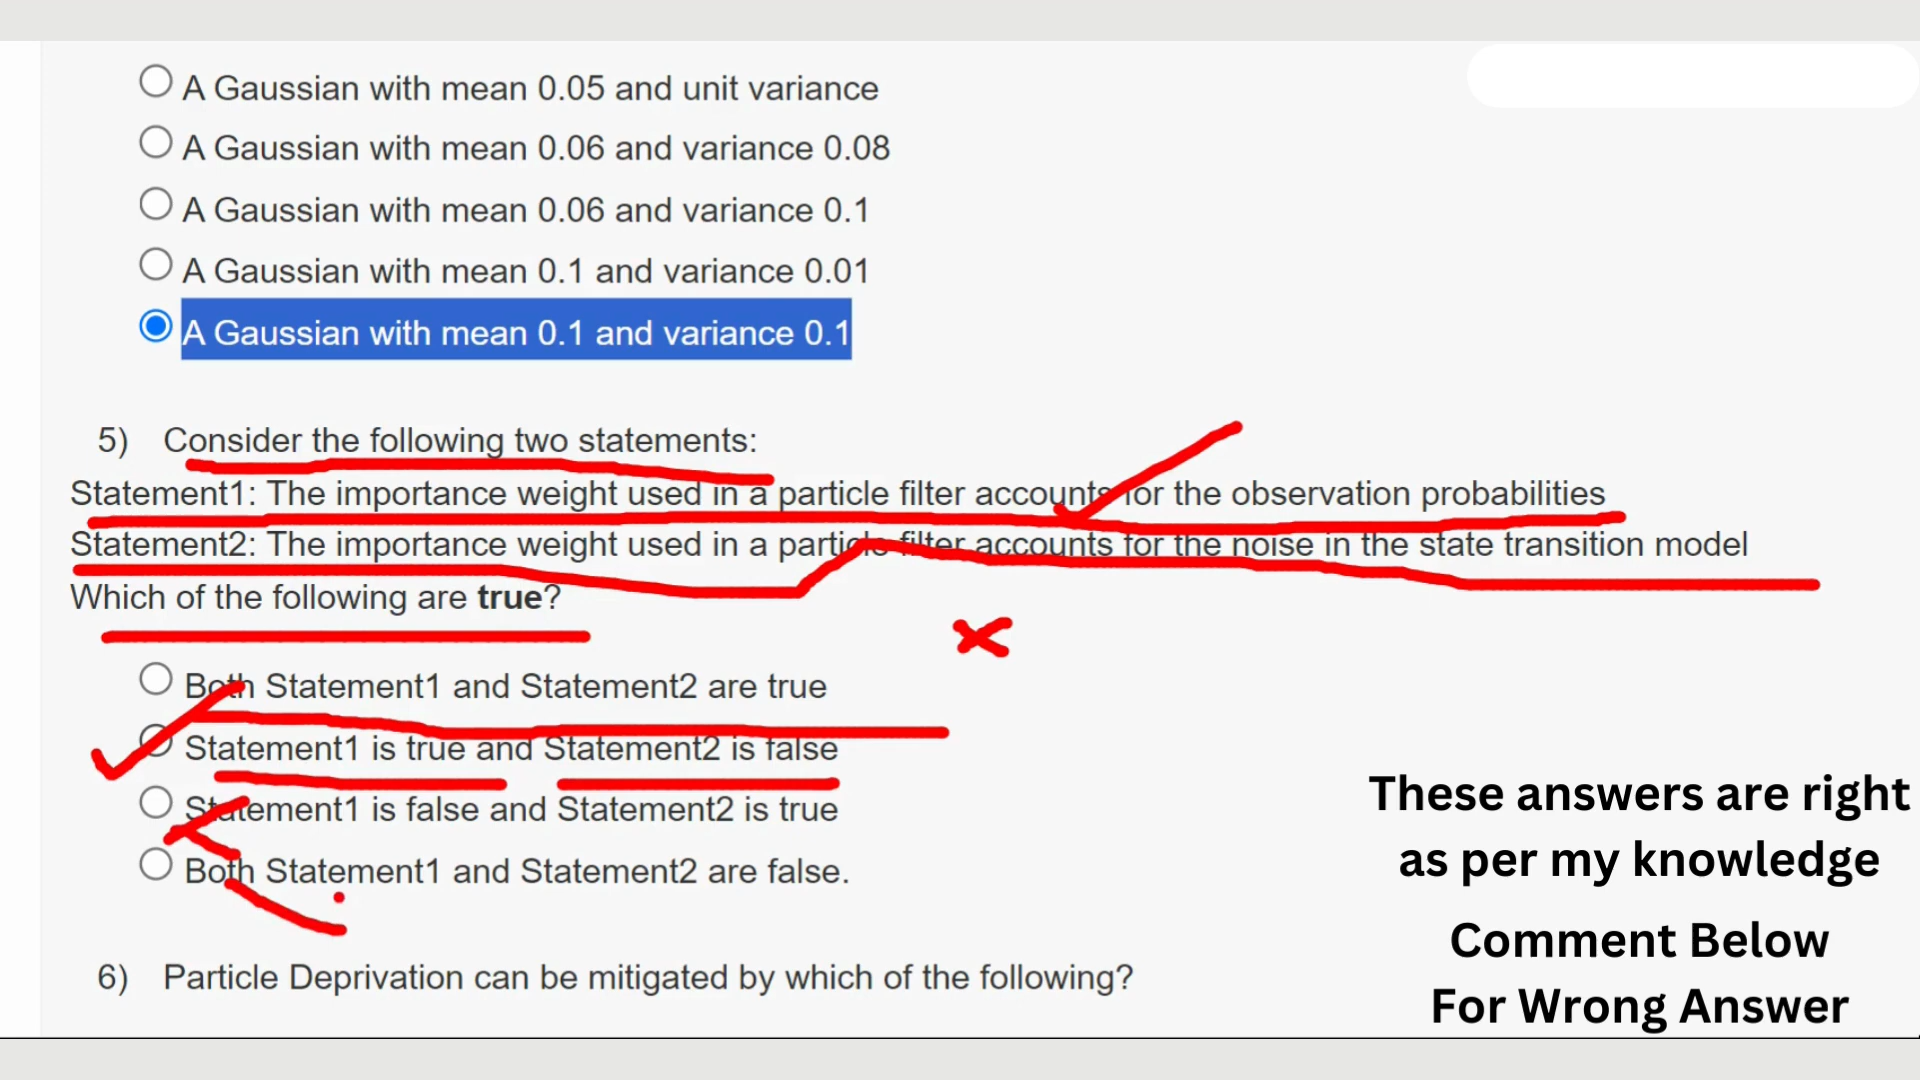 A Gaussian with mean 0.05 and unit variance
A Gaussian with mean 0.06 and variance 0.08
A Gaussian with mean 0.06 and variance 0.1
A Gaussian with mean 0.1 and variance 0.01
A Gaussian with mean 0.1 and variance 0.1
5) Consider the following two statements:
Statement1: The importance weight used in a particle filter accounts for the observation probabilities
Statement2: The importance weight used in a particle filter accounts for the noise in the state transition model
Which of the following are true?
Both Statement1 and Statement2 are true
Statement1 is true and Statement2 is false
Statement1 is false and Statement2 is true
Both Statement1 and Statement2 are false.
6) Particle Deprivation can be mitigated by which of the following?
These answers are right
as per my knowledge
Comment Below
For Wrong Answer